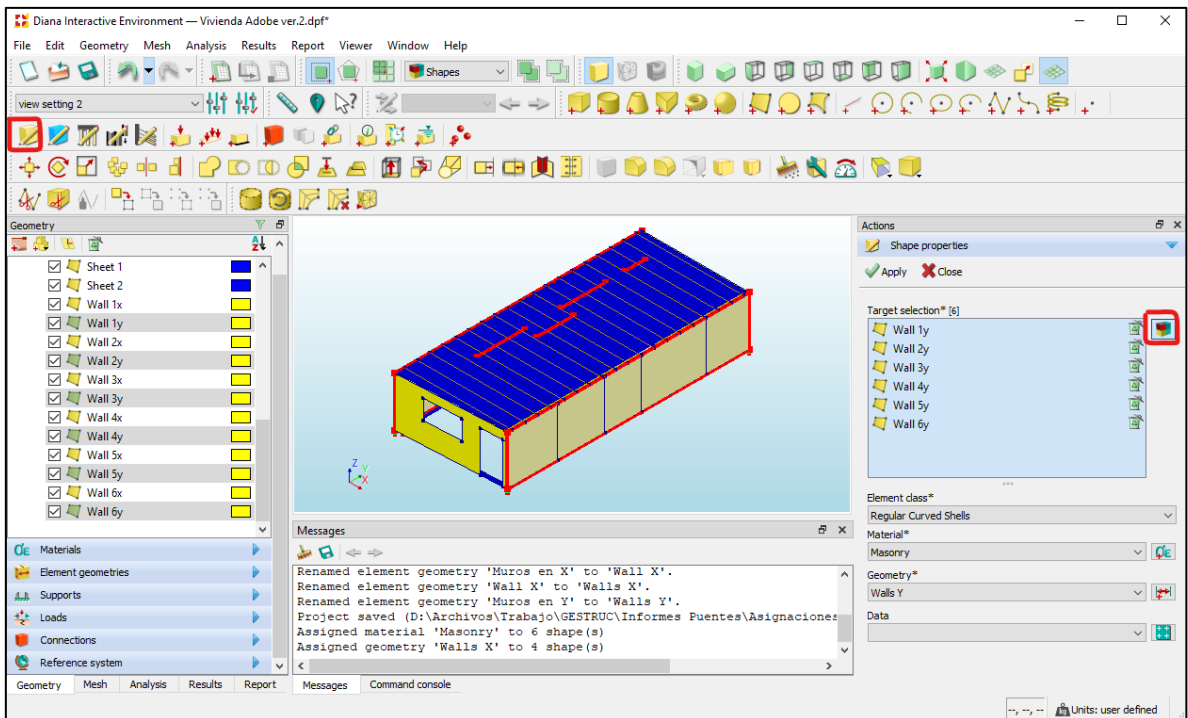 Diana Interactive Environment — Vivienda Adobe ver.2.dpf*
File Edit Geometry Mesh Analysis Results Report Viewer Window Help
Shapes
view setting 2
Geometry
Sheet 1
Sheet 2
Wall 1x
Wall 1y
Wall 2x
Wall 2y
Wall 3x
Wall 3y
Wall 4x
Wall 4y
Wall 5x
Wall 5y
Wall 6x
Wall 6y
Materials
Element geometries
Supports
Loads
Connections
Reference system
Geometry Mesh Analysis Results Report
Z
Y
X
Messages
Renamed element geometry 'Muros en X' to 'Wall X'.
Renamed element geometry 'Wall X' to 'Walls X'.
Renamed element geometry 'Muros en Y' to 'Walls Y'.
Project saved (D:\Archivos\Trabajo\GESTRUC\Informes Puentes\Asignaciones
Assigned material 'Masonry' to 6 shape(s)
Assigned geometry 'Walls X' to 4 shape(s)
Messages Command console
Actions
Shape properties
Apply Close
Target selection* [6]
Wall 1y
Wall 2y
Wall 3y
Wall 4y
Wall 5y
Wall 6y
Element class*
Regular Curved Shells
Material*
Masonry
Geometry*
Walls Y
Data
--, --, -- Units: user defined